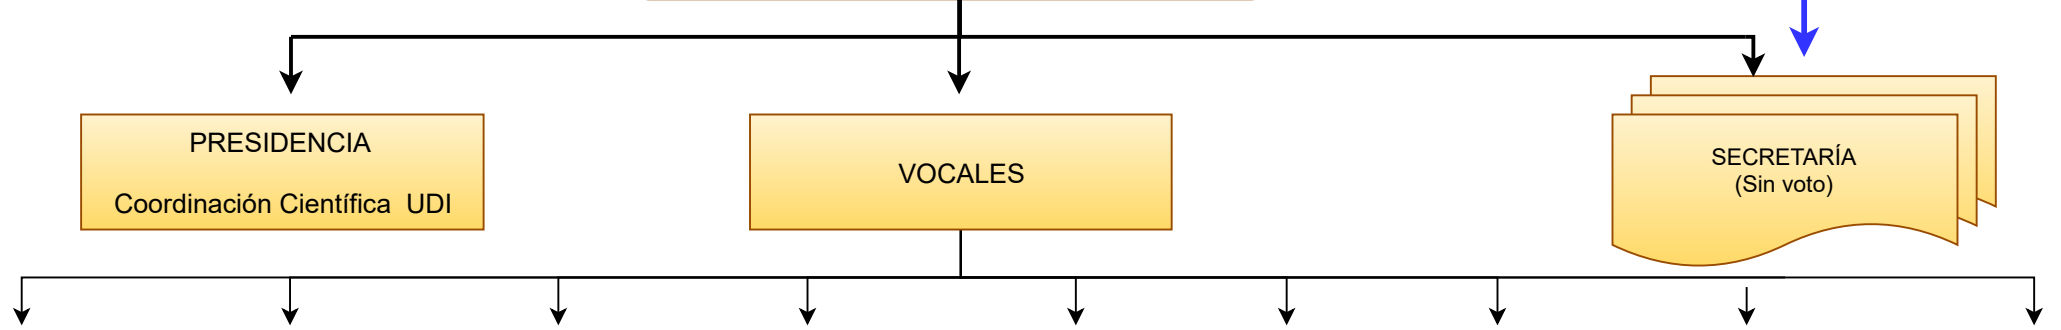 PRESIDENCIA
Coordinación Científica  UDI
VOCALES
SECRETARÍA
(Sin voto)